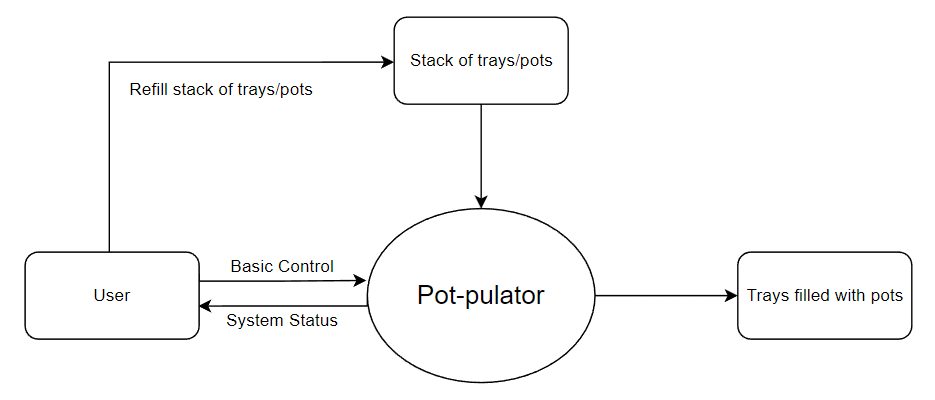 Stack of trays/pots
Refill stack of trays/pots
User
Basic Control
System Status
Pot-pulator
Trays filled with pots